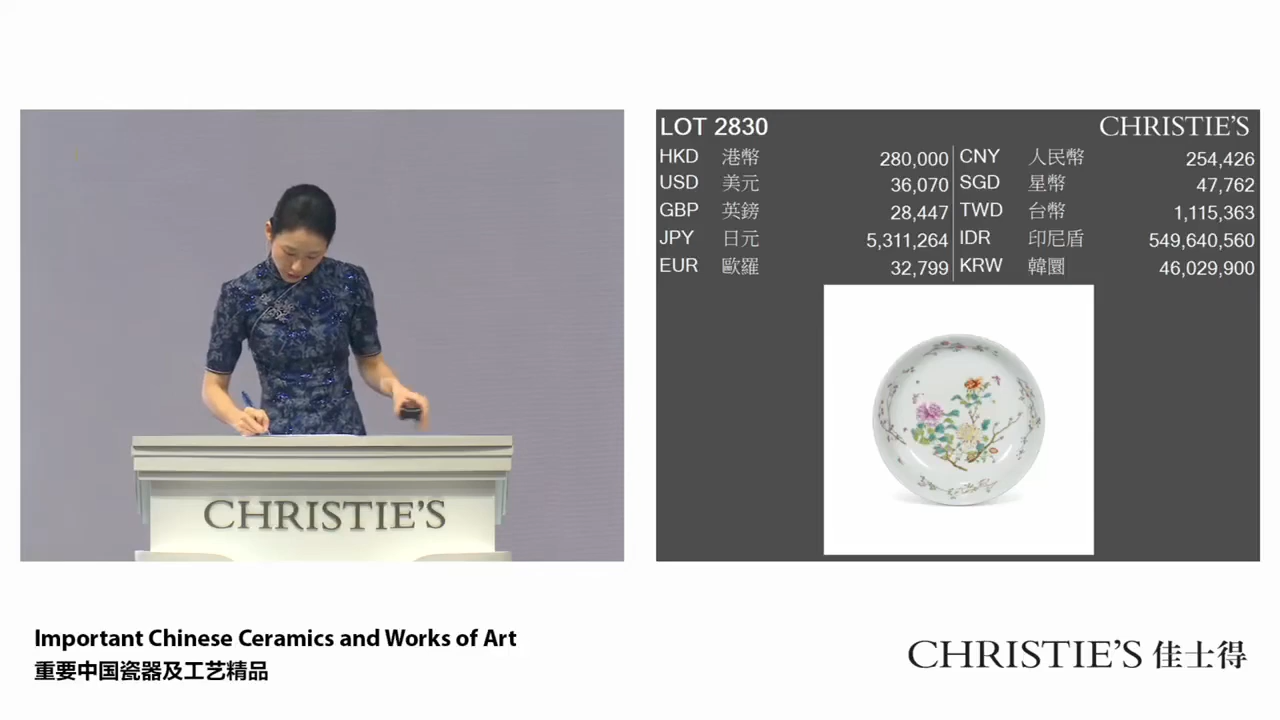 LOT 2830
CHRISTIE'S
HKD 港幣 280,000 CNY 人民幣 254,426
USD 美元 36,070 SGD 星幣 47,762
GBP 英鎊 28,447 TWD 台幣 1,115,363
JPY 日元 5,311,264 IDR 印尼盾 549,640,560
EUR 歐羅 32,799 KRW 韓圜 46,029,900
CHRISTIE'S
Important Chinese Ceramics and Works of Art
重要中国瓷器及工艺精品
CHRISTIE'S 佳士得